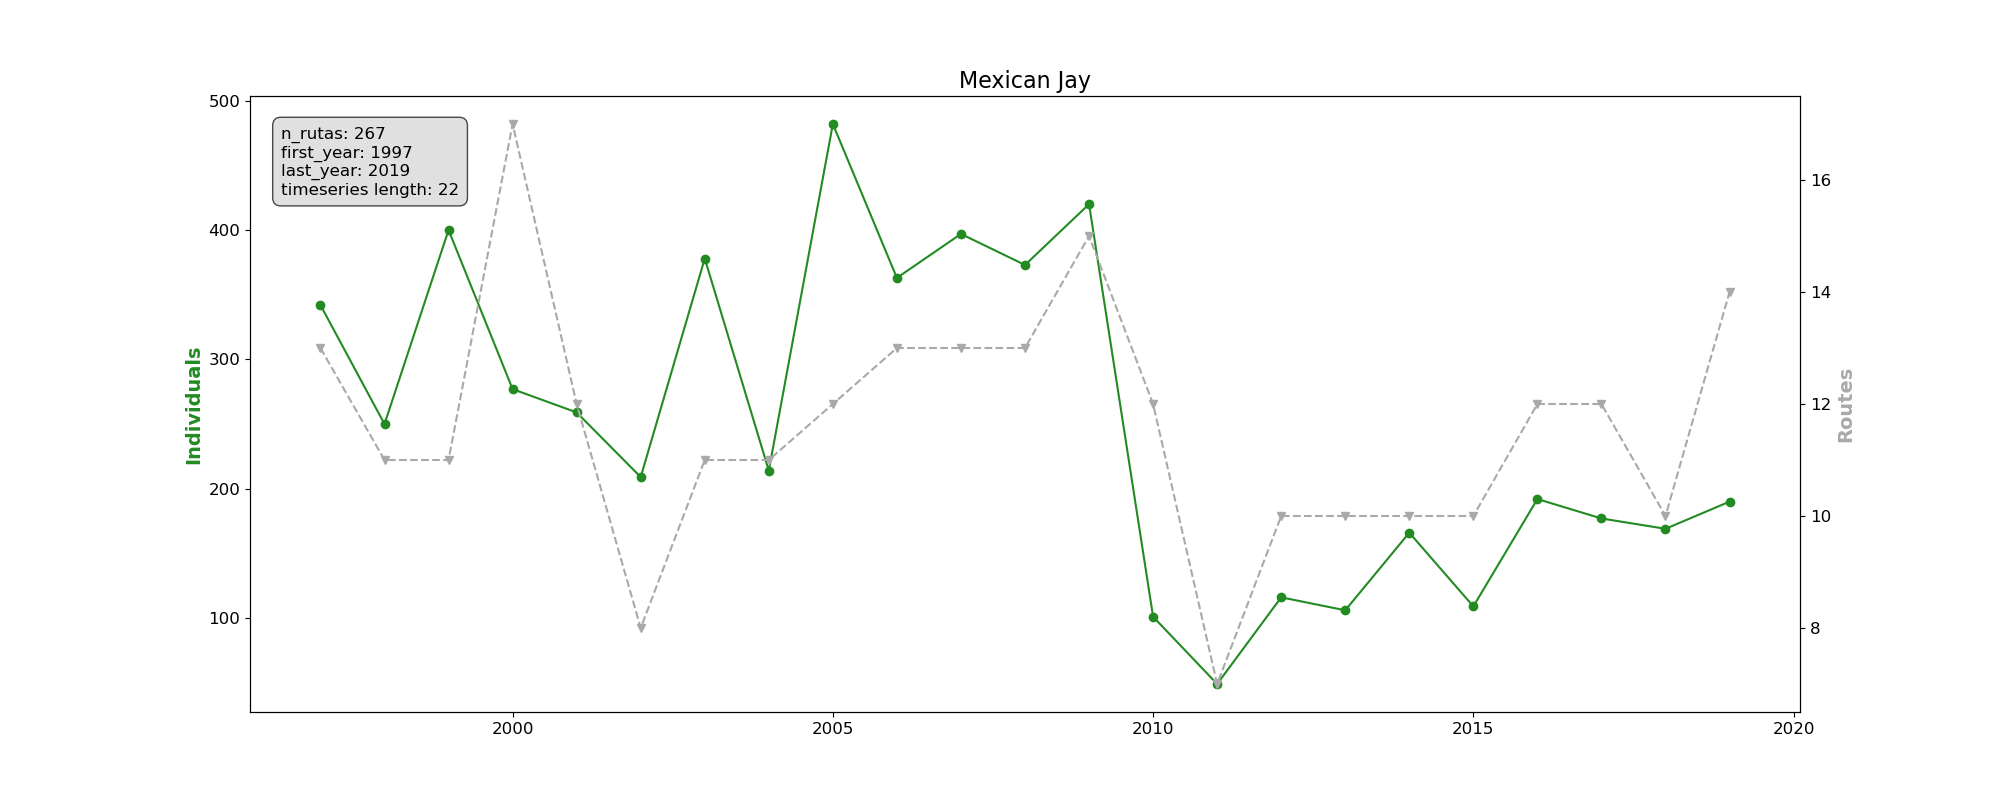 Mexican Jay
n_rutas: 267
first_year: 1997
last_year: 2019
timeseries length: 22
Individuals
500
400
300
200
100
Routes
16
14
12
10
8
2000 2005 2010 2015 2020